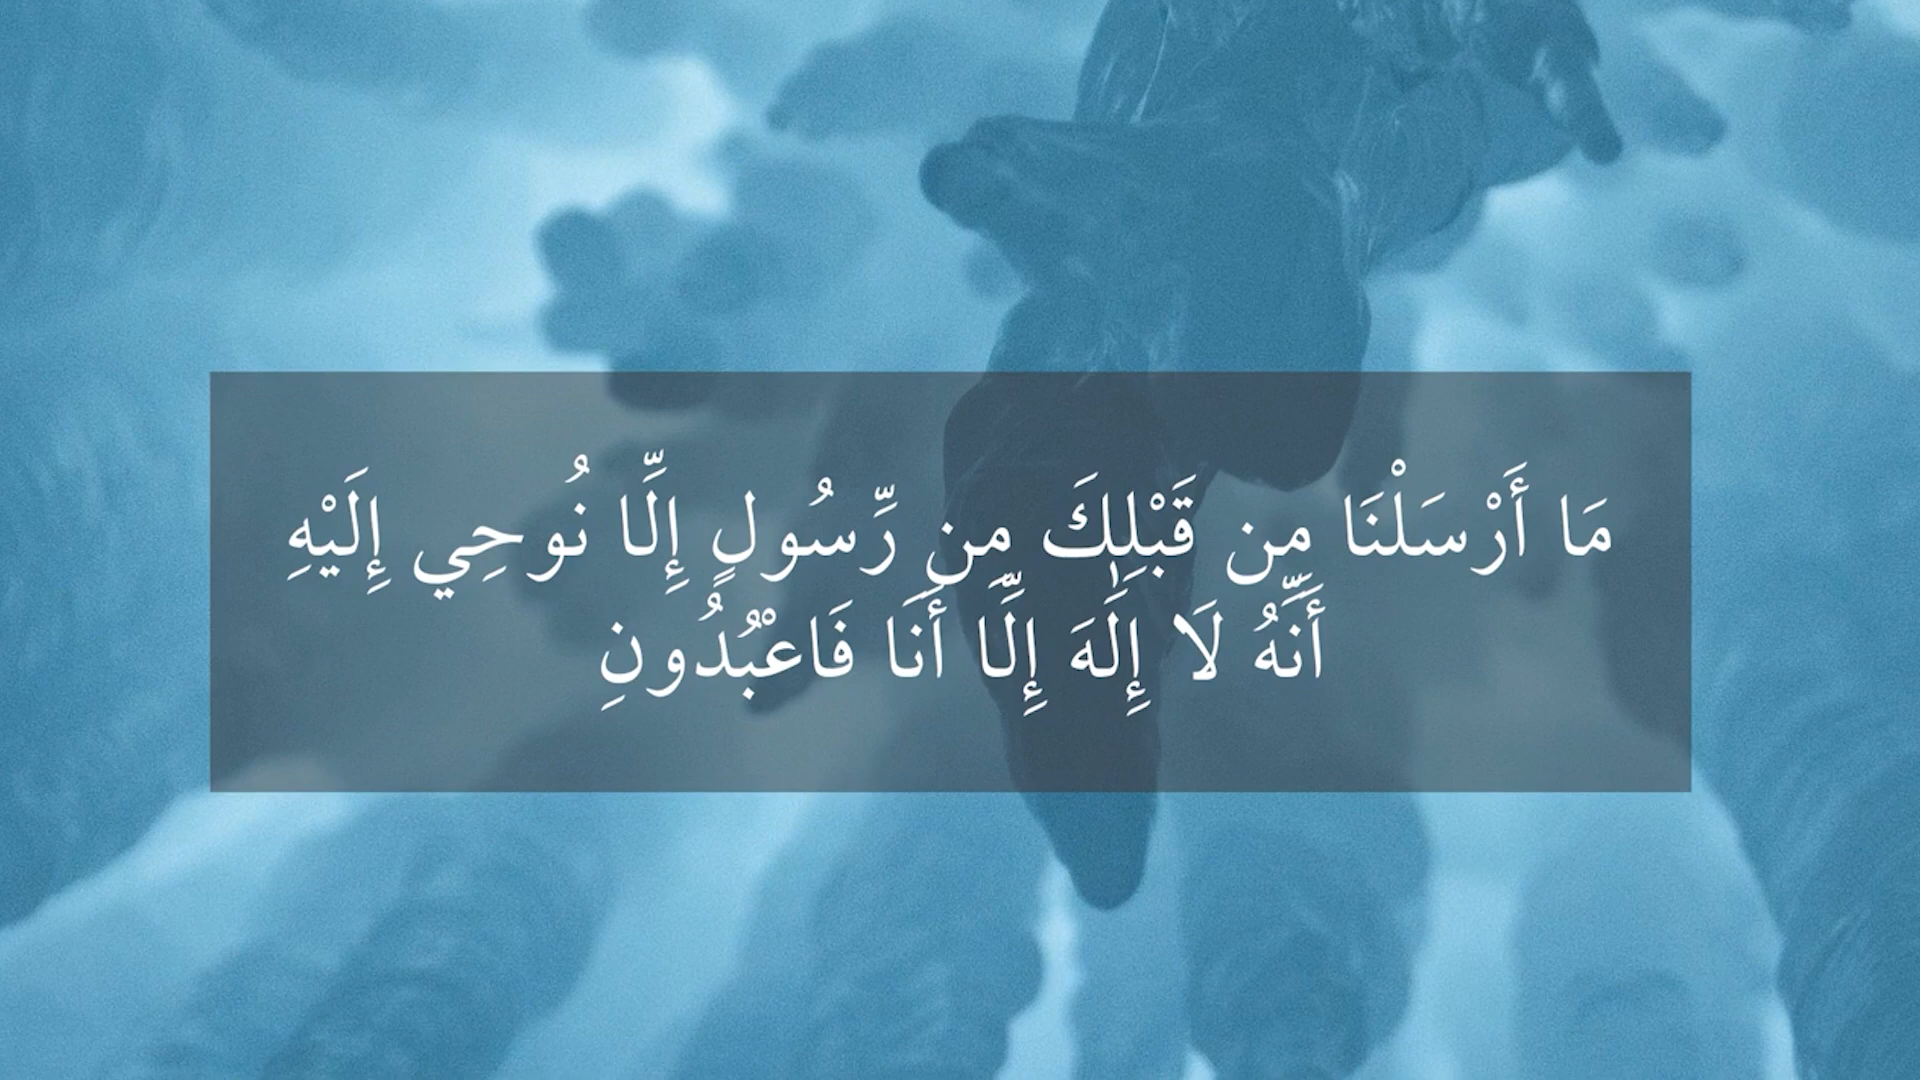 مَا أَرْسَلْنَا مِن قَبْلِكَ مِن رَّسُولٍ إِلَّا نُوحِي إِلَيْهِ
أَنَّهُ لَا إِلَٰهَ إِلَّا أَنَا فَاعْبُدُونِ